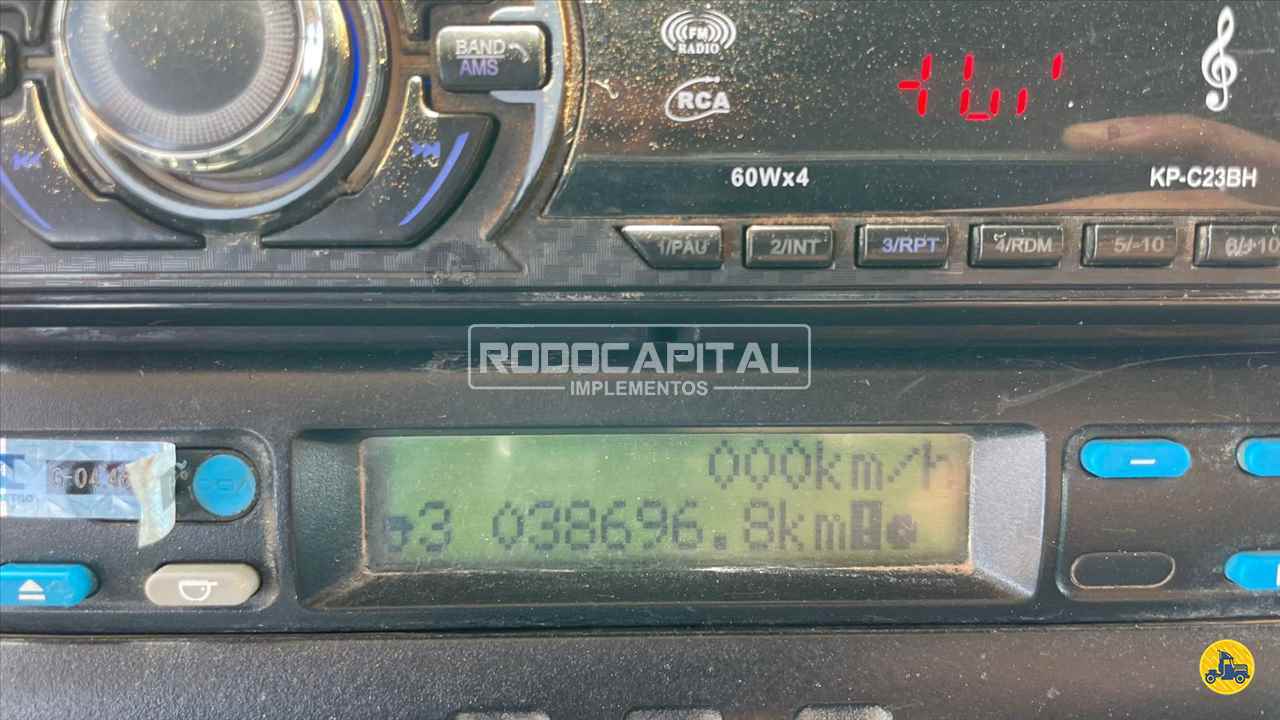 BAND
AMS
FM
RADIO
RCA
60Wx4
KP-C23BH
1/PAU
2/INT
3/RPT
4/RDM
5/-10
RODOCAPITAL
IMPLEMENTOS
000km/h
3 038696.8km